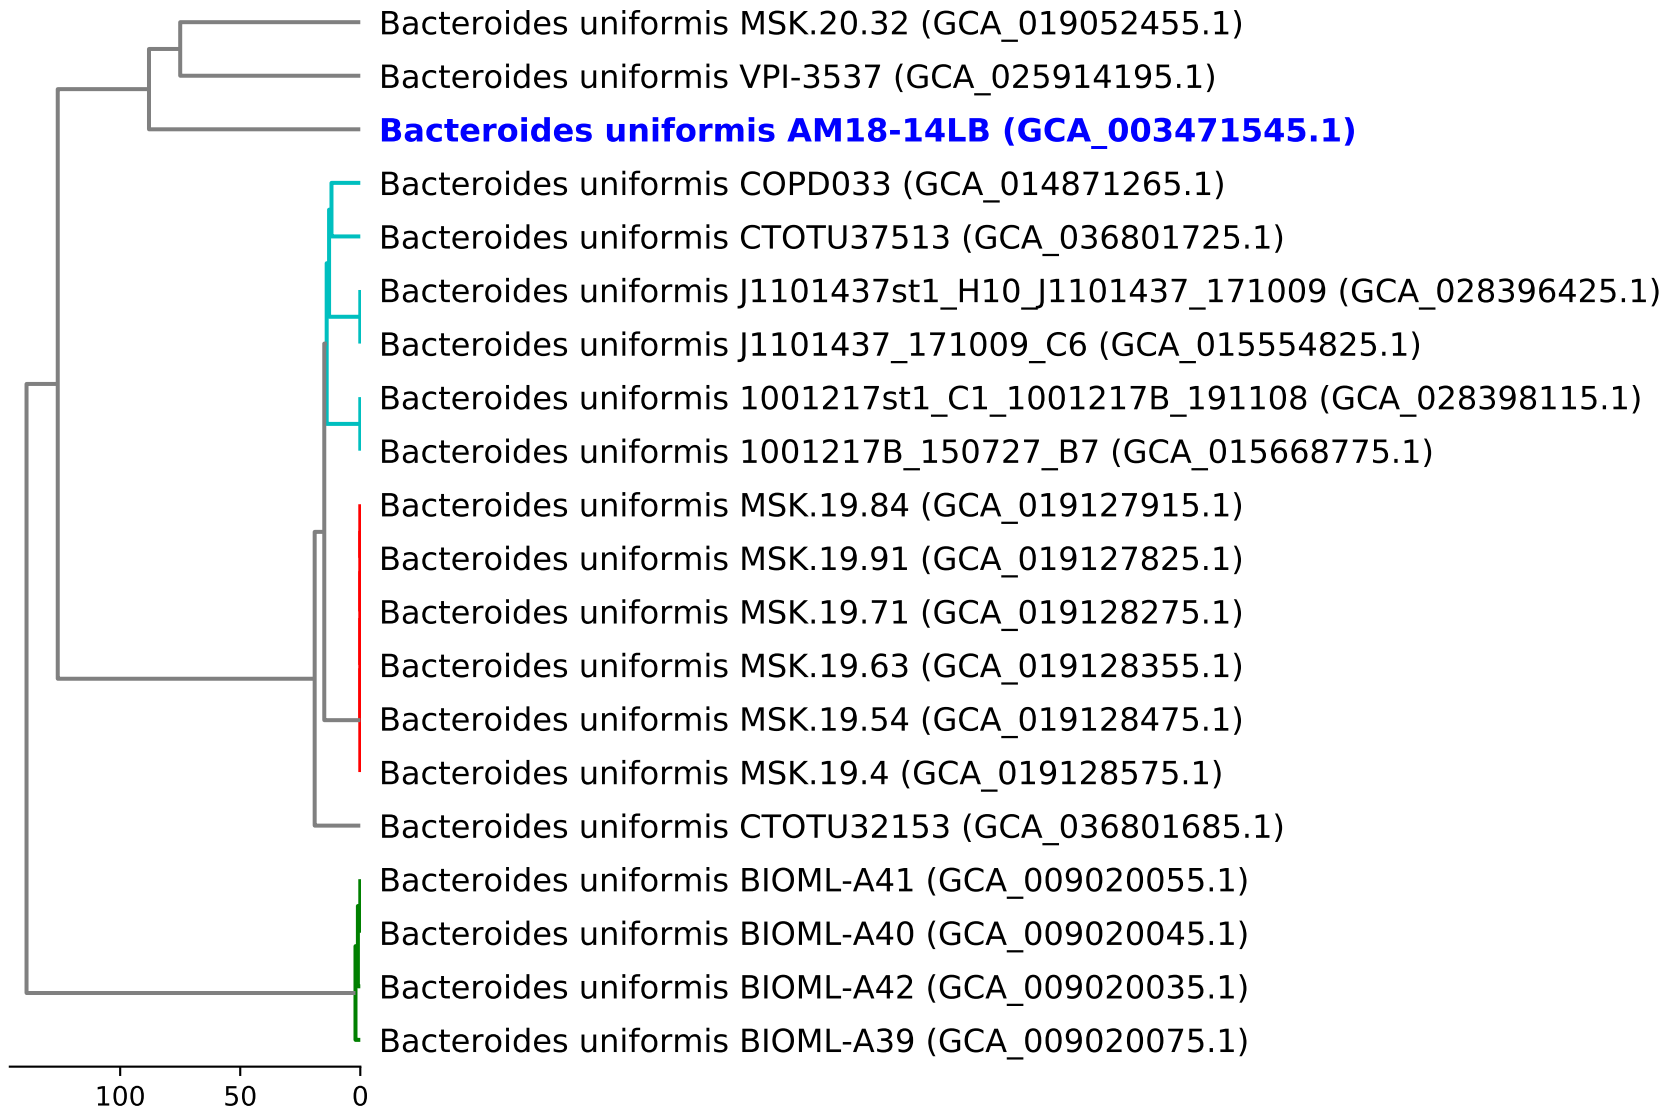 Bacteroides uniformis MSK.20.32 (GCA_019052455.1)
Bacteroides uniformis VPI-3537 (GCA_025914195.1)
Bacteroides uniformis AM18-14LB (GCA_003471545.1)
Bacteroides uniformis COPD033 (GCA_014871265.1)
Bacteroides uniformis CTOTU37513 (GCA_036801725.1)
Bacteroides uniformis J1101437st1_H10_J1101437_171009 (GCA_028396425.1)
Bacteroides uniformis J1101437_171009_C6 (GCA_015554825.1)
Bacteroides uniformis 1001217st1_C1_1001217B_191108 (GCA_028398115.1)
Bacteroides uniformis 1001217B_150727_B7 (GCA_015668775.1)
Bacteroides uniformis MSK.19.84 (GCA_019127915.1)
Bacteroides uniformis MSK.19.91 (GCA_019127825.1)
Bacteroides uniformis MSK.19.71 (GCA_019128275.1)
Bacteroides uniformis MSK.19.63 (GCA_019128355.1)
Bacteroides uniformis MSK.19.54 (GCA_019128475.1)
Bacteroides uniformis MSK.19.4 (GCA_019128575.1)
Bacteroides uniformis CTOTU32153 (GCA_036801685.1)
Bacteroides uniformis BIOML-A41 (GCA_009020055.1)
Bacteroides uniformis BIOML-A40 (GCA_009020045.1)
Bacteroides uniformis BIOML-A42 (GCA_009020035.1)
Bacteroides uniformis BIOML-A39 (GCA_009020075.1)
100 50 0